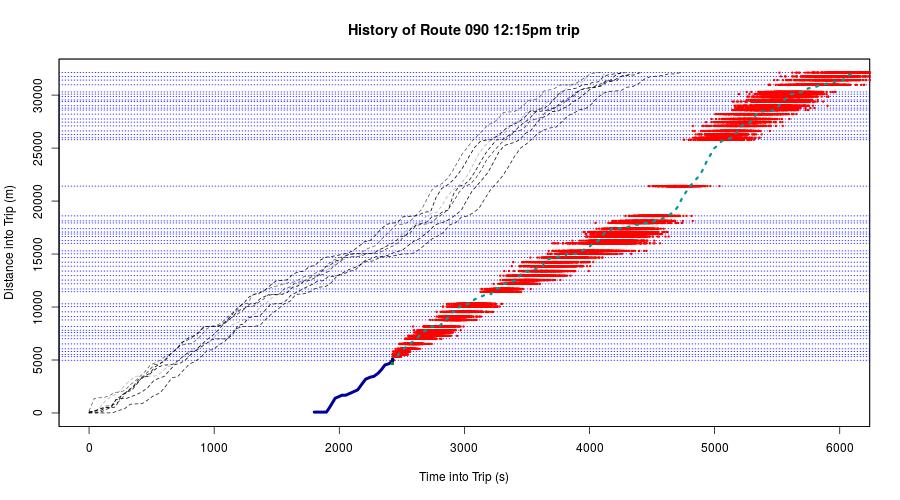 History of Route 090 12:15pm trip
Distance into Trip (m)
30000
25000
20000
15000
10000
5000
0
0 1000 2000 3000 4000 5000 6000
Time into Trip (s)